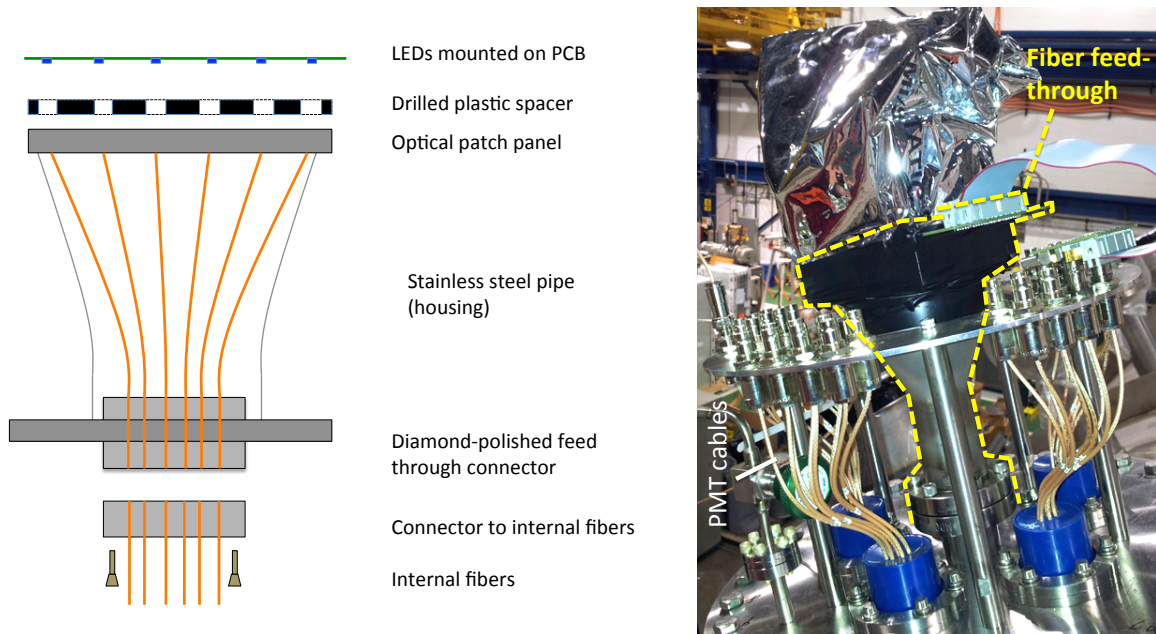 LEDs mounted on PCB
Drilled plastic spacer
Optical patch panel
Stainless steel pipe
(housing)
Diamond-polished feed
through connector
Connector to internal fibers
Internal fibers
Fiber feed-
through
PMT cables